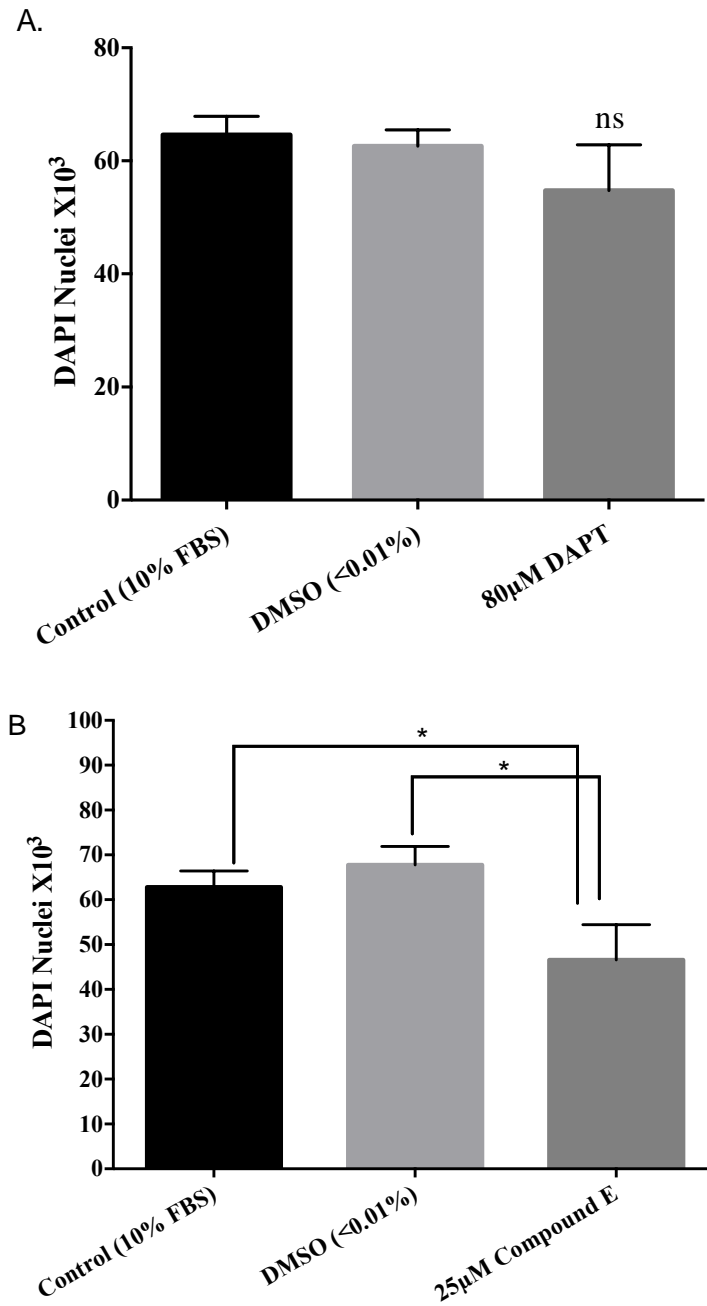 A.
80
60
40
20
0
DAPI Nuclei X10³
ns
Control (10% FBS)
DMSO (<0.01%)
80µM DAPT
B
100
90
80
70
60
50
40
30
20
10
0
DAPI Nuclei X10³
*
*
Control (10% FBS)
DMSO (<0.01%)
25µM Compound E